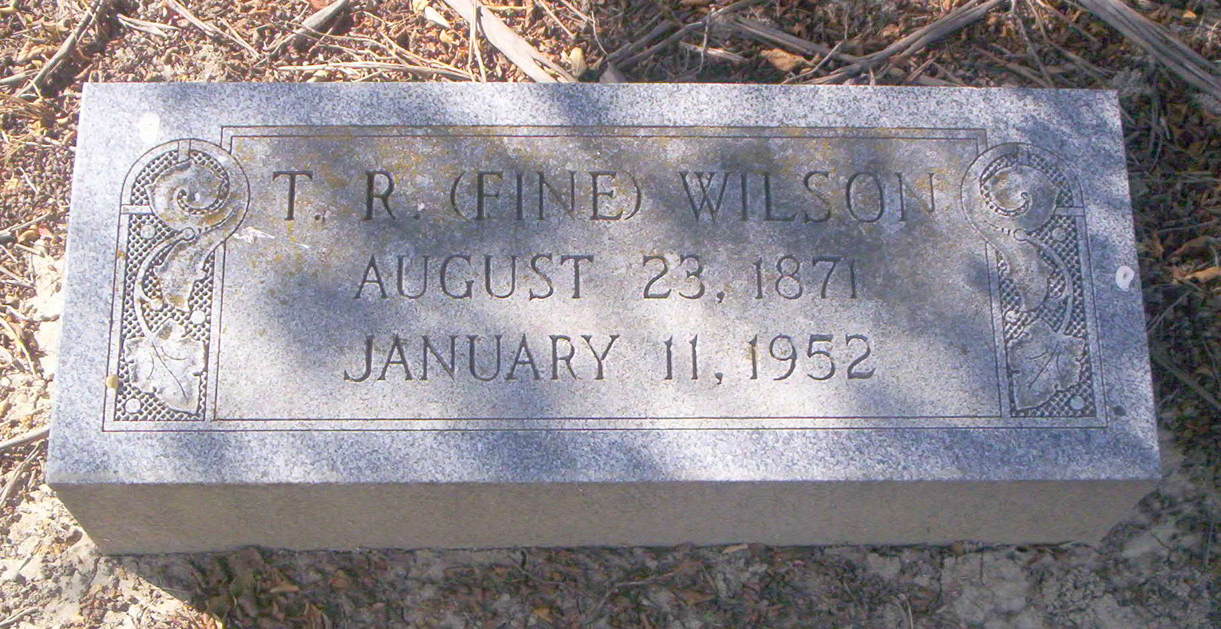 T. R. (FINE) WILSON
AUGUST 23, 1871
JANUARY 11, 1952